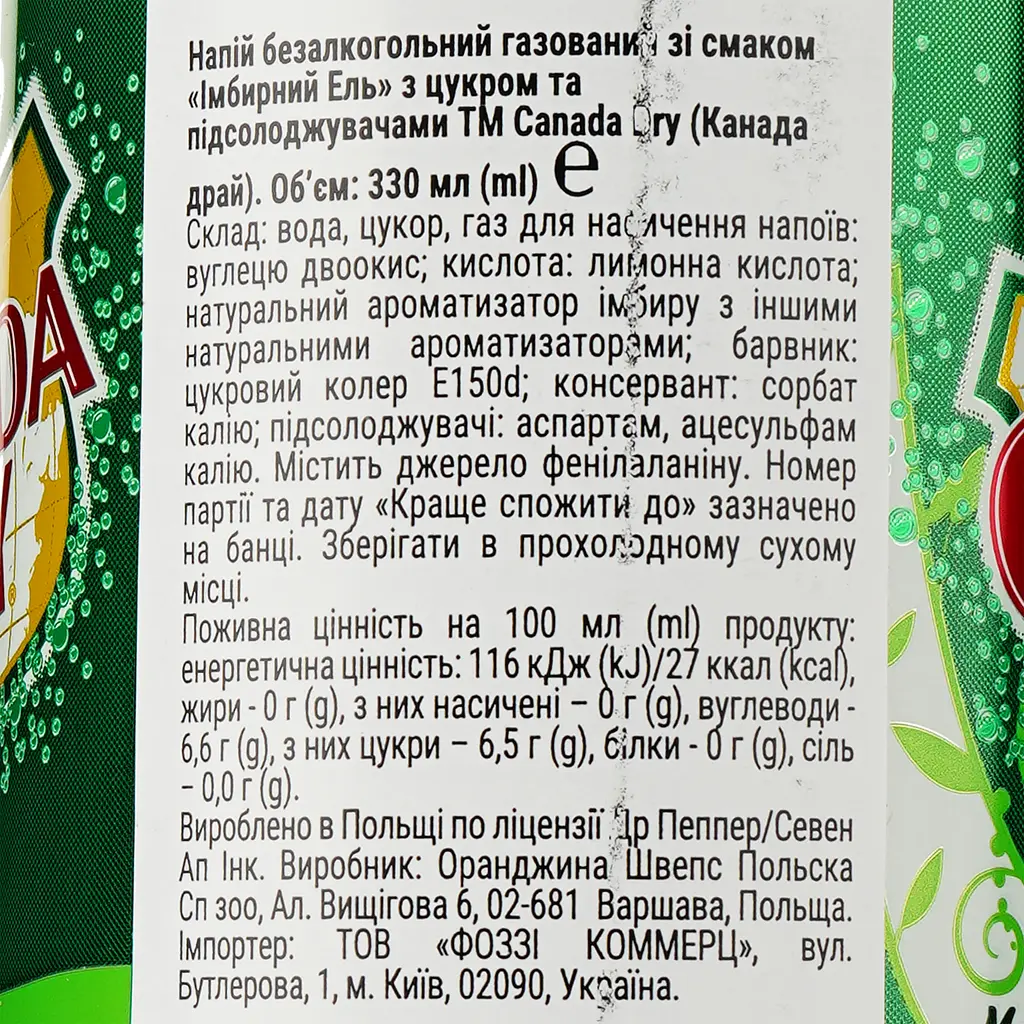 Напій безалкогольний газований зі смаком
«Імбирний Ель» з цукром та
підсолоджувачами ТМ Canada Dry (Канада
драй). Об'єм: 330 мл (ml) e
Склад: вода, цукор, газ для насичення напоїв:
вуглецю двоокис; кислота: лимонна кислота;
натуральний ароматизатор імбиру з іншими
натуральними ароматизаторами; барвник:
цукровий колер Е150d; консервант: сорбат
калію; підсолоджувачі: аспартам, ацесульфам
калію. Містить джерело фенілаланіну. Номер
партії та дату «Краще спожити до» зазначено
на банці. Зберігати в прохолодному сухому
місці.
Поживна цінність на 100 мл (ml) продукту:
енергетична цінність: 116 кДж (kJ)/27 ккал (kcal),
жири - 0 г (g), з них насичені – 0 г (g), вуглеводи -
6,6 г (g), з них цукри – 6,5 г (g), білки - 0 г (g), сіль
– 0,0 г (g).
Вироблено в Польщі по ліцензії Др Пеппер/Севен
Ап Інк. Виробник: Оранджина Швепс Польска
Сп зоо, Ал. Вищігова 6, 02-681 Варшава, Польща.
Імпортер: ТОВ «ФОЗЗІ КОММЕРЦ», вул.
Бутлерова, 1, м. Київ, 02090, Україна.